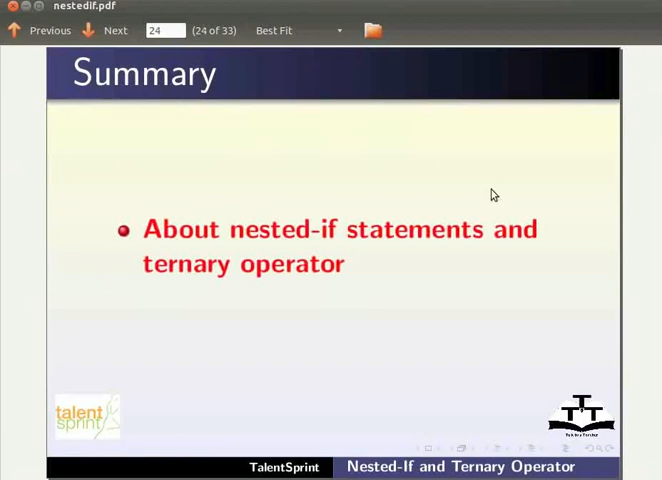 nestedif.pdf
Previous Next 24 (24 of 33) Best Fit
Summary
About nested-if statements and
ternary operator
talent
sprint
TalentSprint Nested-If and Ternary Operator